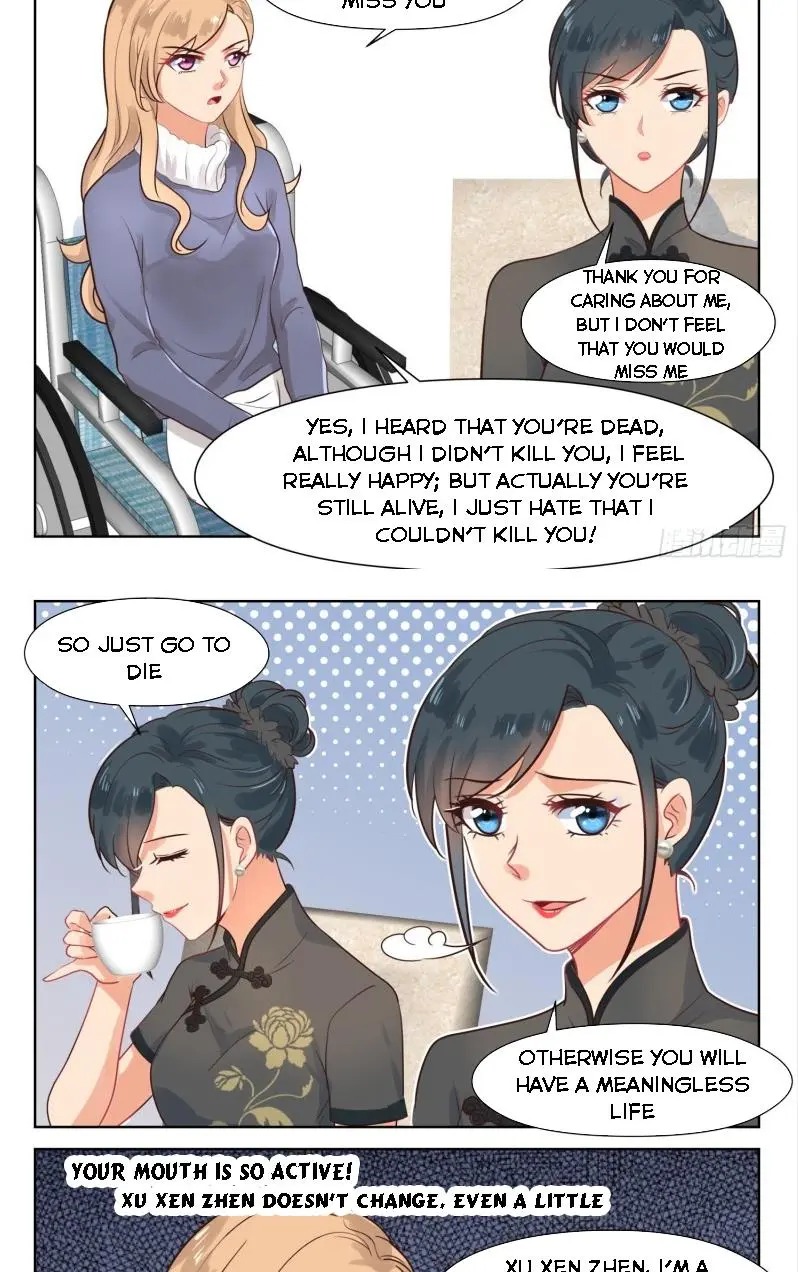 MISS YOU
THANK YOU FOR
CARING ABOUT ME,
BUT I DON'T FEEL
THAT YOU WOULD
MISS ME
YES, I HEARD THAT YOU'RE DEAD,
ALTHOUGH I DIDN'T KILL YOU, I FEEL
REALLY HAPPY; BUT ACTUALLY YOU'RE
STILL ALIVE, I JUST HATE THAT I
COULDN'T KILL YOU!
SO JUST GO TO
DIE
OTHERWISE YOU WILL
HAVE A MEANINGLESS
LIFE
YOUR MOUTH IS SO ACTIVE!
XU XEN ZHEN DOESN'T CHANGE, EVEN A LITTLE
XU XEN ZHEN, I'M A